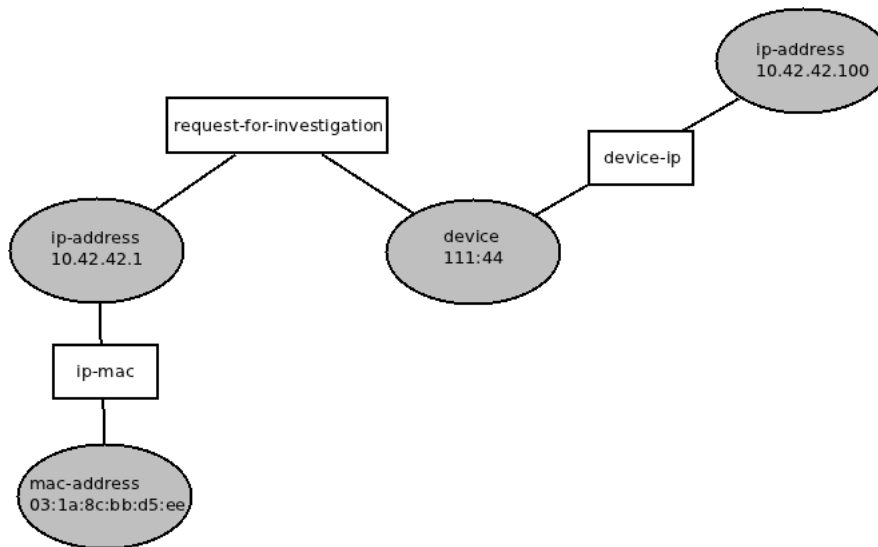 ip-address
10.42.42.100
request-for-investigation
device-ip
ip-address
10.42.42.1
device
111:44
ip-mac
mac-address
03:1a:8c:bb:d5:ee